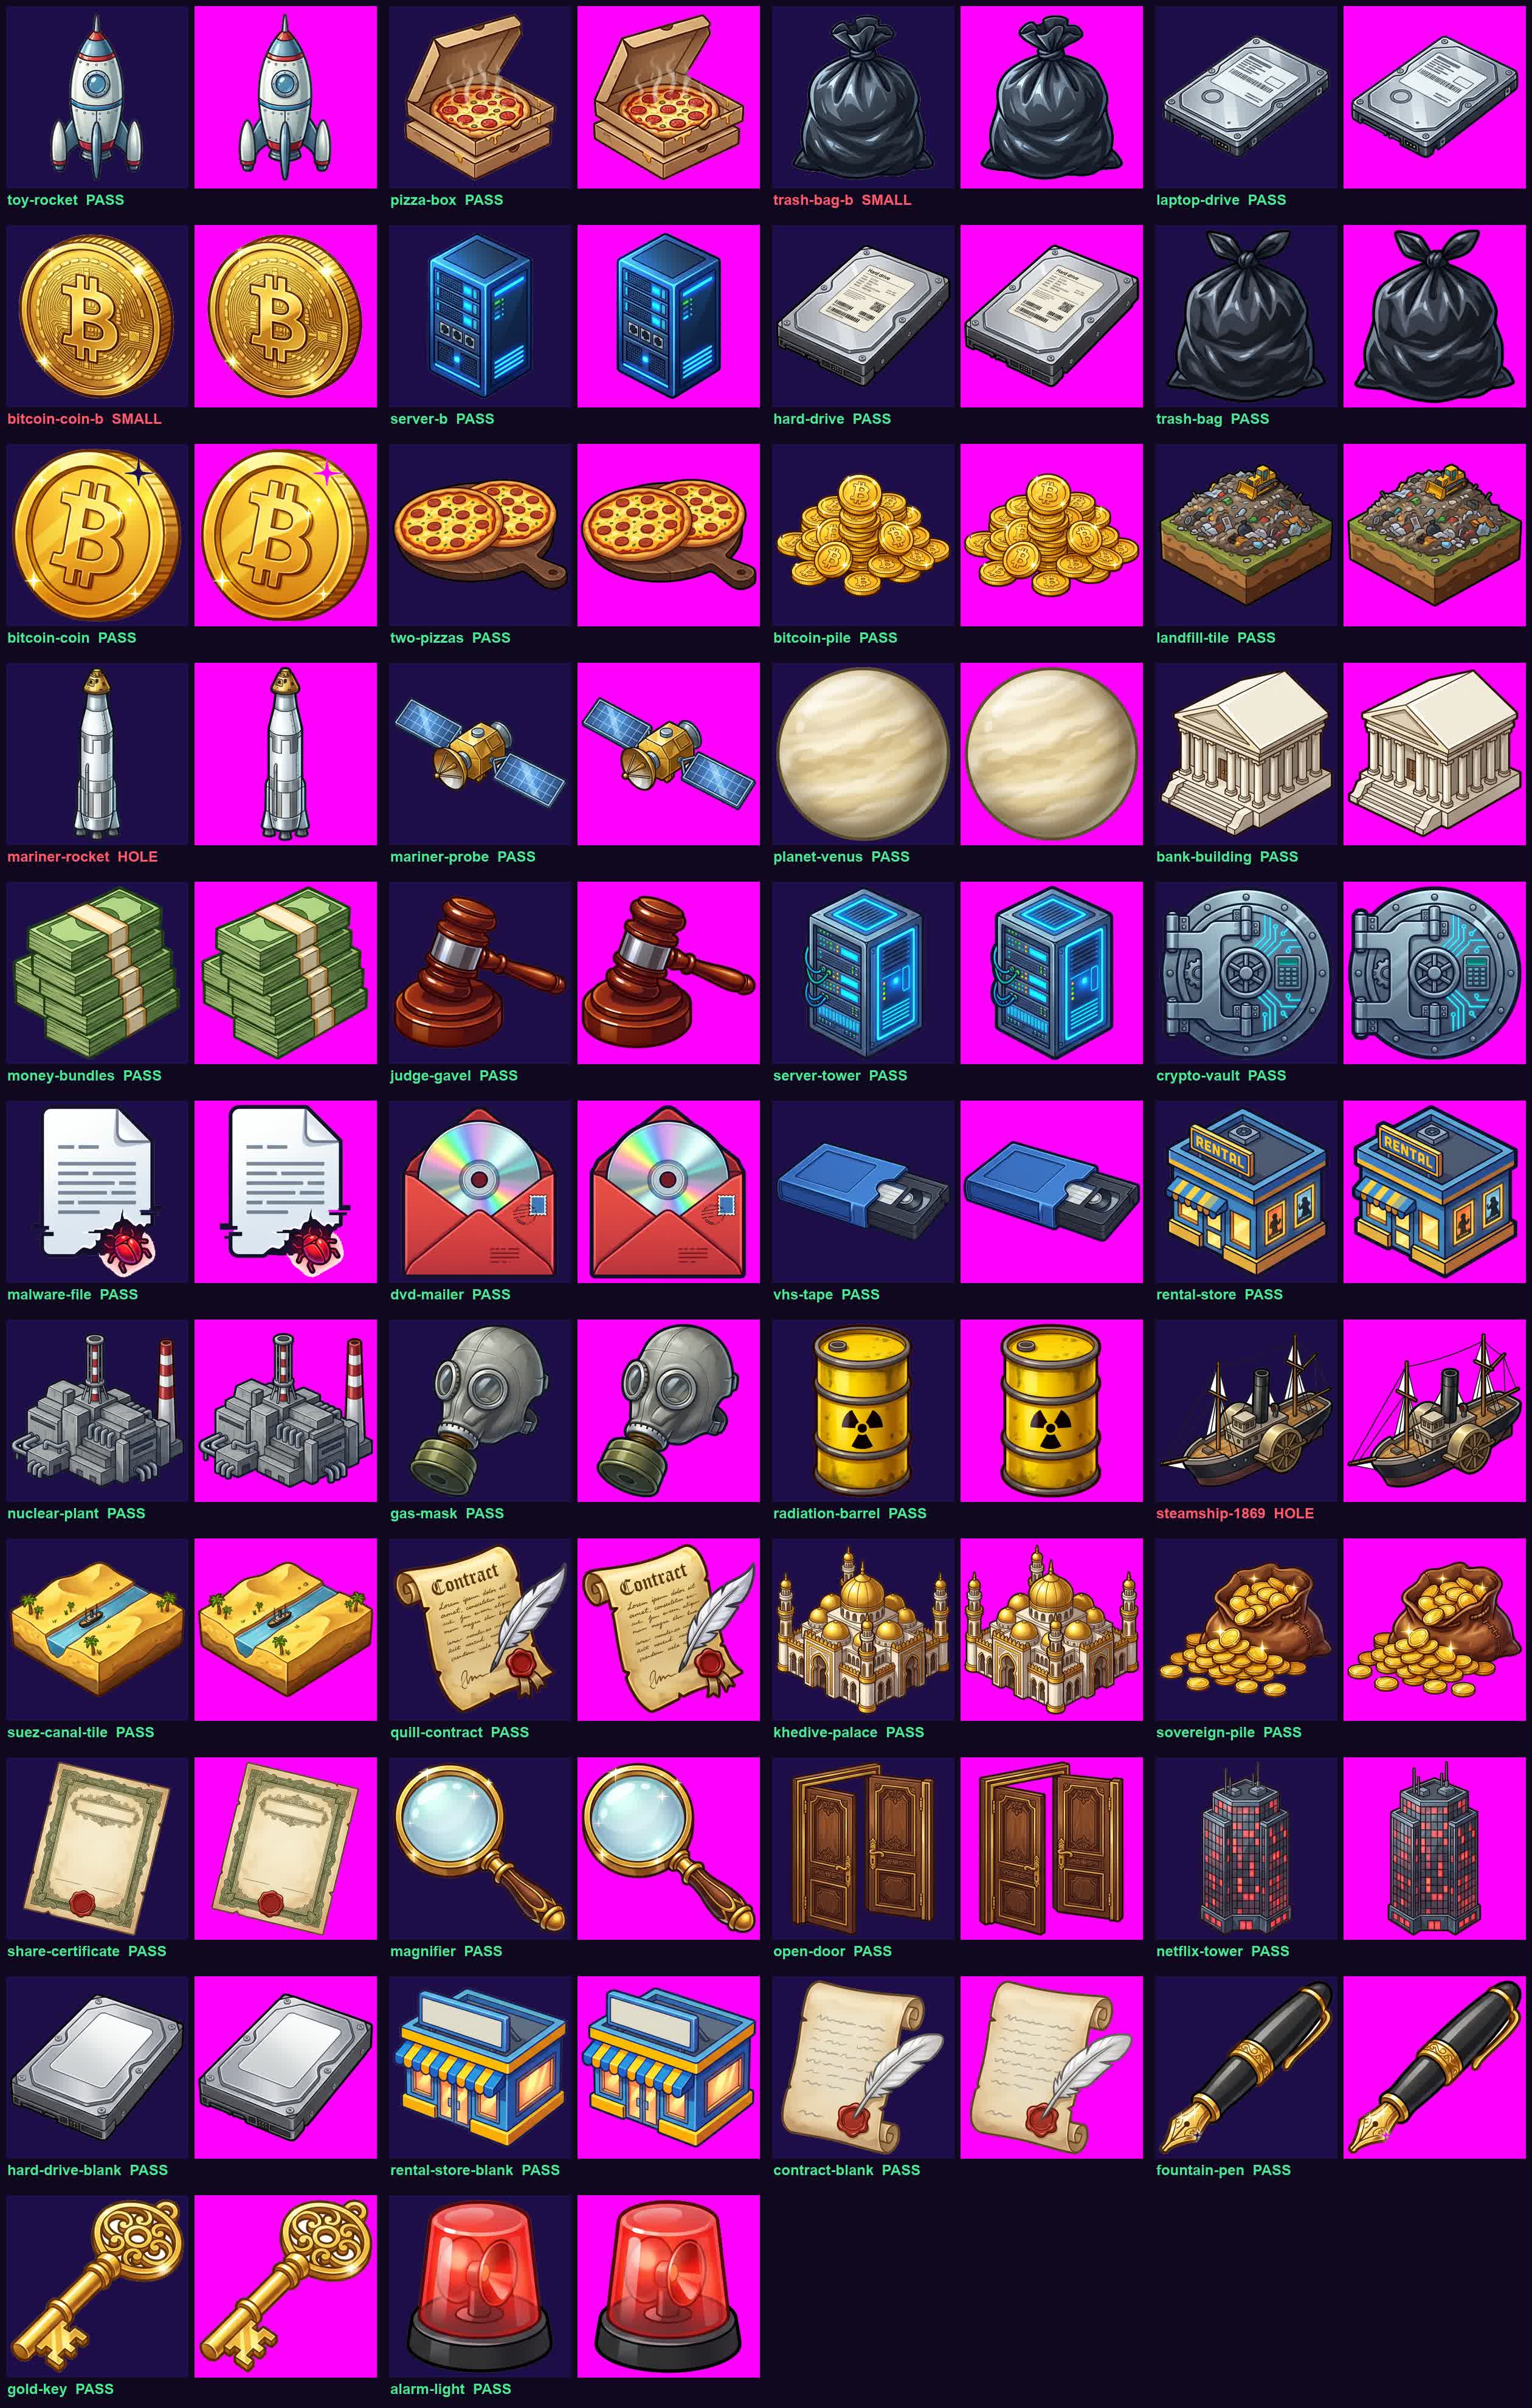 toy-rocket PASS
pizza-box PASS
trash-bag-b SMALL
laptop-drive PASS
bitcoin-coin-b SMALL
server-b PASS
Hard drive
Hard drive
hard-drive PASS
trash-bag PASS
bitcoin-coin PASS
two-pizzas PASS
bitcoin-pile PASS
landfill-tile PASS
mariner-rocket HOLE
mariner-probe PASS
planet-venus PASS
bank-building PASS
money-bundles PASS
judge-gavel PASS
server-tower PASS
crypto-vault PASS
malware-file PASS
dvd-mailer PASS
vhs-tape PASS
RENTAL
RENTAL
rental-store PASS
nuclear-plant PASS
gas-mask PASS
radiation-barrel PASS
steamship-1869 HOLE
suez-canal-tile PASS
Contract
Contract
quill-contract PASS
khedive-palace PASS
sovereign-pile PASS
share-certificate PASS
magnifier PASS
open-door PASS
netflix-tower PASS
hard-drive-blank PASS
rental-store-blank PASS
contract-blank PASS
fountain-pen PASS
gold-key PASS
alarm-light PASS